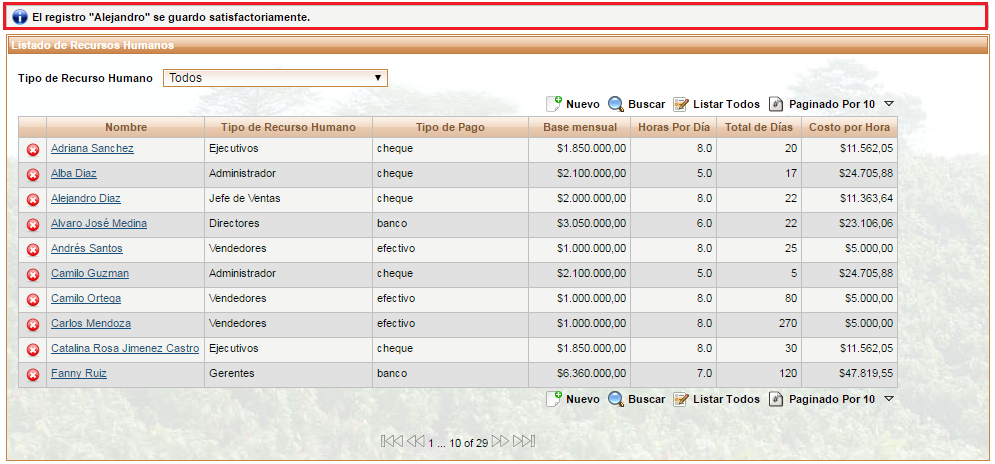 El registro "Alejandro" se guardo satisfactoriamente.
Listado de Recursos Humanos
Tipo de Recurso Humano Todos
Nuevo Buscar Listar Todos Paginado Por 10
Nombre Tipo de Recurso Humano Tipo de Pago Base mensual Horas Por Día Total de Días Costo por Hora
Adriana Sanchez Ejecutivos cheque $1.850.000,00 8.0 20 $11.562,05
Alba Diaz Administrador cheque $2.100.000,00 5.0 17 $24.705,88
Alejandro Diaz Jefe de Ventas cheque $2.000.000,00 8.0 22 $11.363,64
Alvaro José Medina Directores banco $3.050.000,00 6.0 22 $23.106,06
Andrés Santos Vendedores efectivo $1.000.000,00 8.0 25 $5.000,00
Camilo Guzman Administrador cheque $2.100.000,00 5.0 5 $24.705,88
Camilo Ortega Vendedores efectivo $1.000.000,00 8.0 80 $5.000,00
Carlos Mendoza Vendedores efectivo $1.000.000,00 8.0 270 $5.000,00
Catalina Rosa Jimenez Castro Ejecutivos cheque $1.850.000,00 8.0 30 $11.562,05
Fanny Ruiz Gerentes banco $6.360.000,00 7.0 120 $47.819,55
Nuevo Buscar Listar Todos Paginado Por 10
1 ... 10 of 29